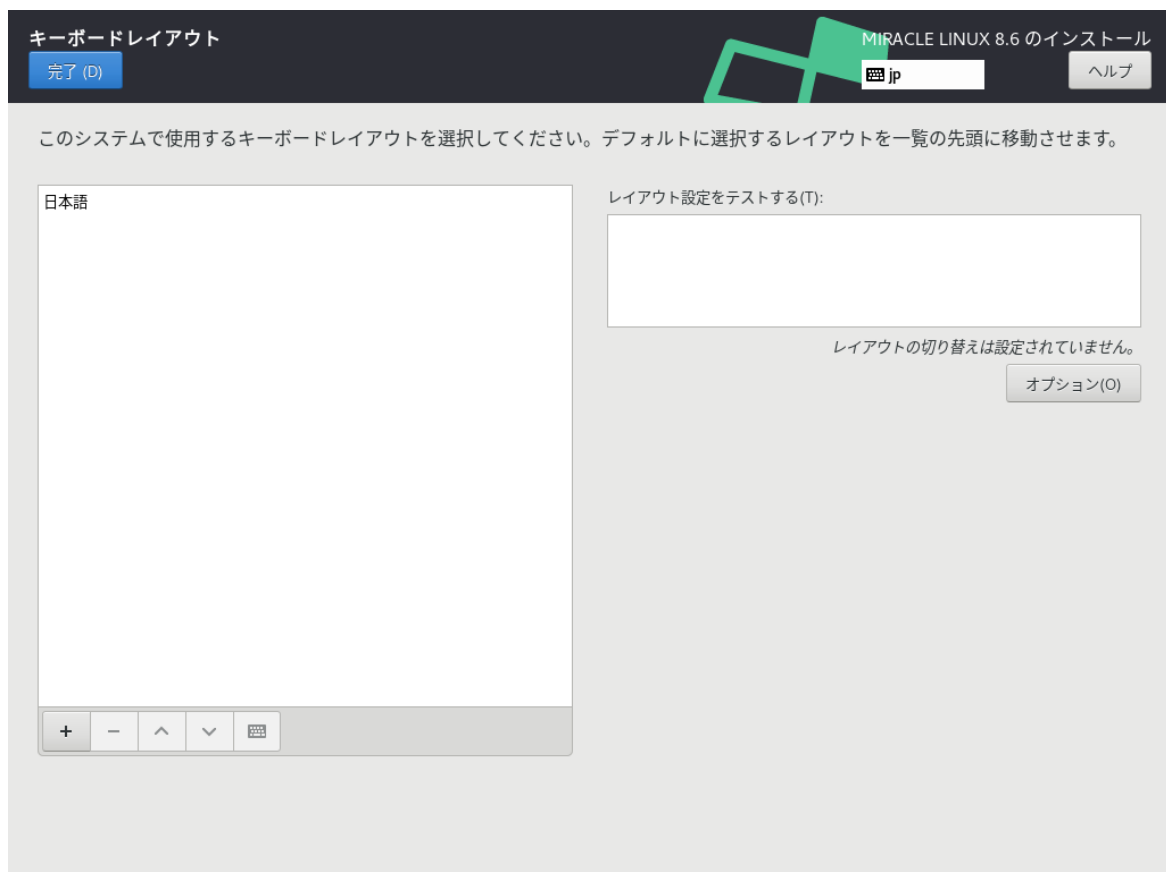 キーボードレイアウト
MIRACLE LINUX 8.6 のインストール
完了 (D)
jp
ヘルプ
このシステムで使用するキーボードレイアウトを選択してください。デフォルトに選択するレイアウトを一覧の先頭に移動させます。
日本語
レイアウト設定をテストする(T):
レイアウトの切り替えは設定されていません。
オプション(O)